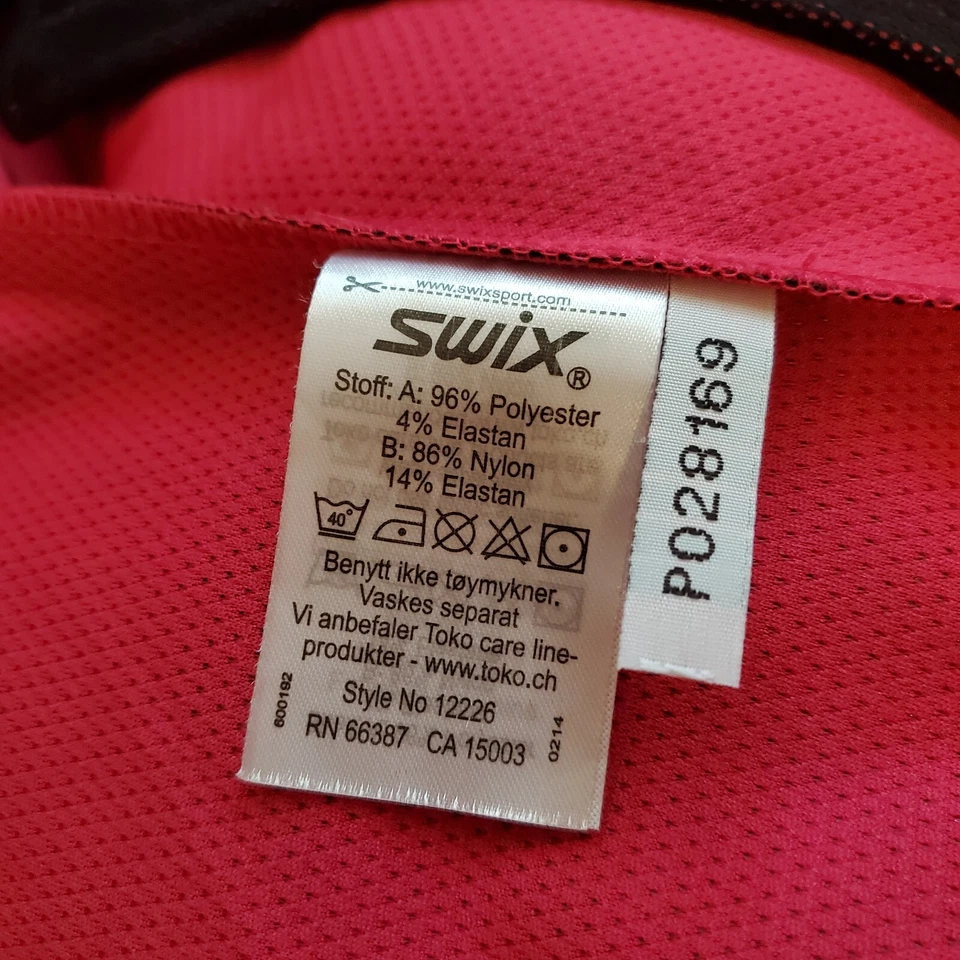 www.swixsport.com
swix®
Stoff: A: 96% Polyester
4% Elastan
B: 86% Nylon
14% Elastan
40°
Benytt ikke tøymykner.
Vaskes separat
Vi anbefaler Toko care line-
produkter - www.toko.ch
Style No 12226
RN 66387 CA 15003
600192
0214
P028169